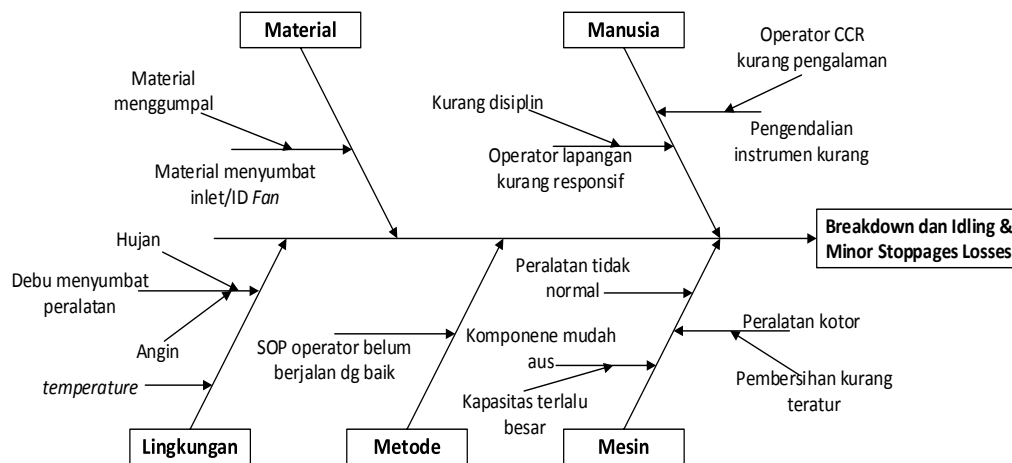 Material
Manusia
Operator CCR
kurang pengalaman
Material
menggumpal
Kurang disiplin
Pengendalian
instrumen kurang
Operator lapangan
kurang responsif
Material menyumbat
inlet/ID Fan
Breakdown dan Idling &
Minor Stoppages Losses
Hujan
Debu menyumbat
peralatan
Angin
temperature
SOP operator belum
berjalan dg baik
Peralatan tidak
normal
Komponene mudah
aus
Kapasitas terlalu
besar
Peralatan kotor
Pembersihan kurang
teratur
Lingkungan
Metode
Mesin